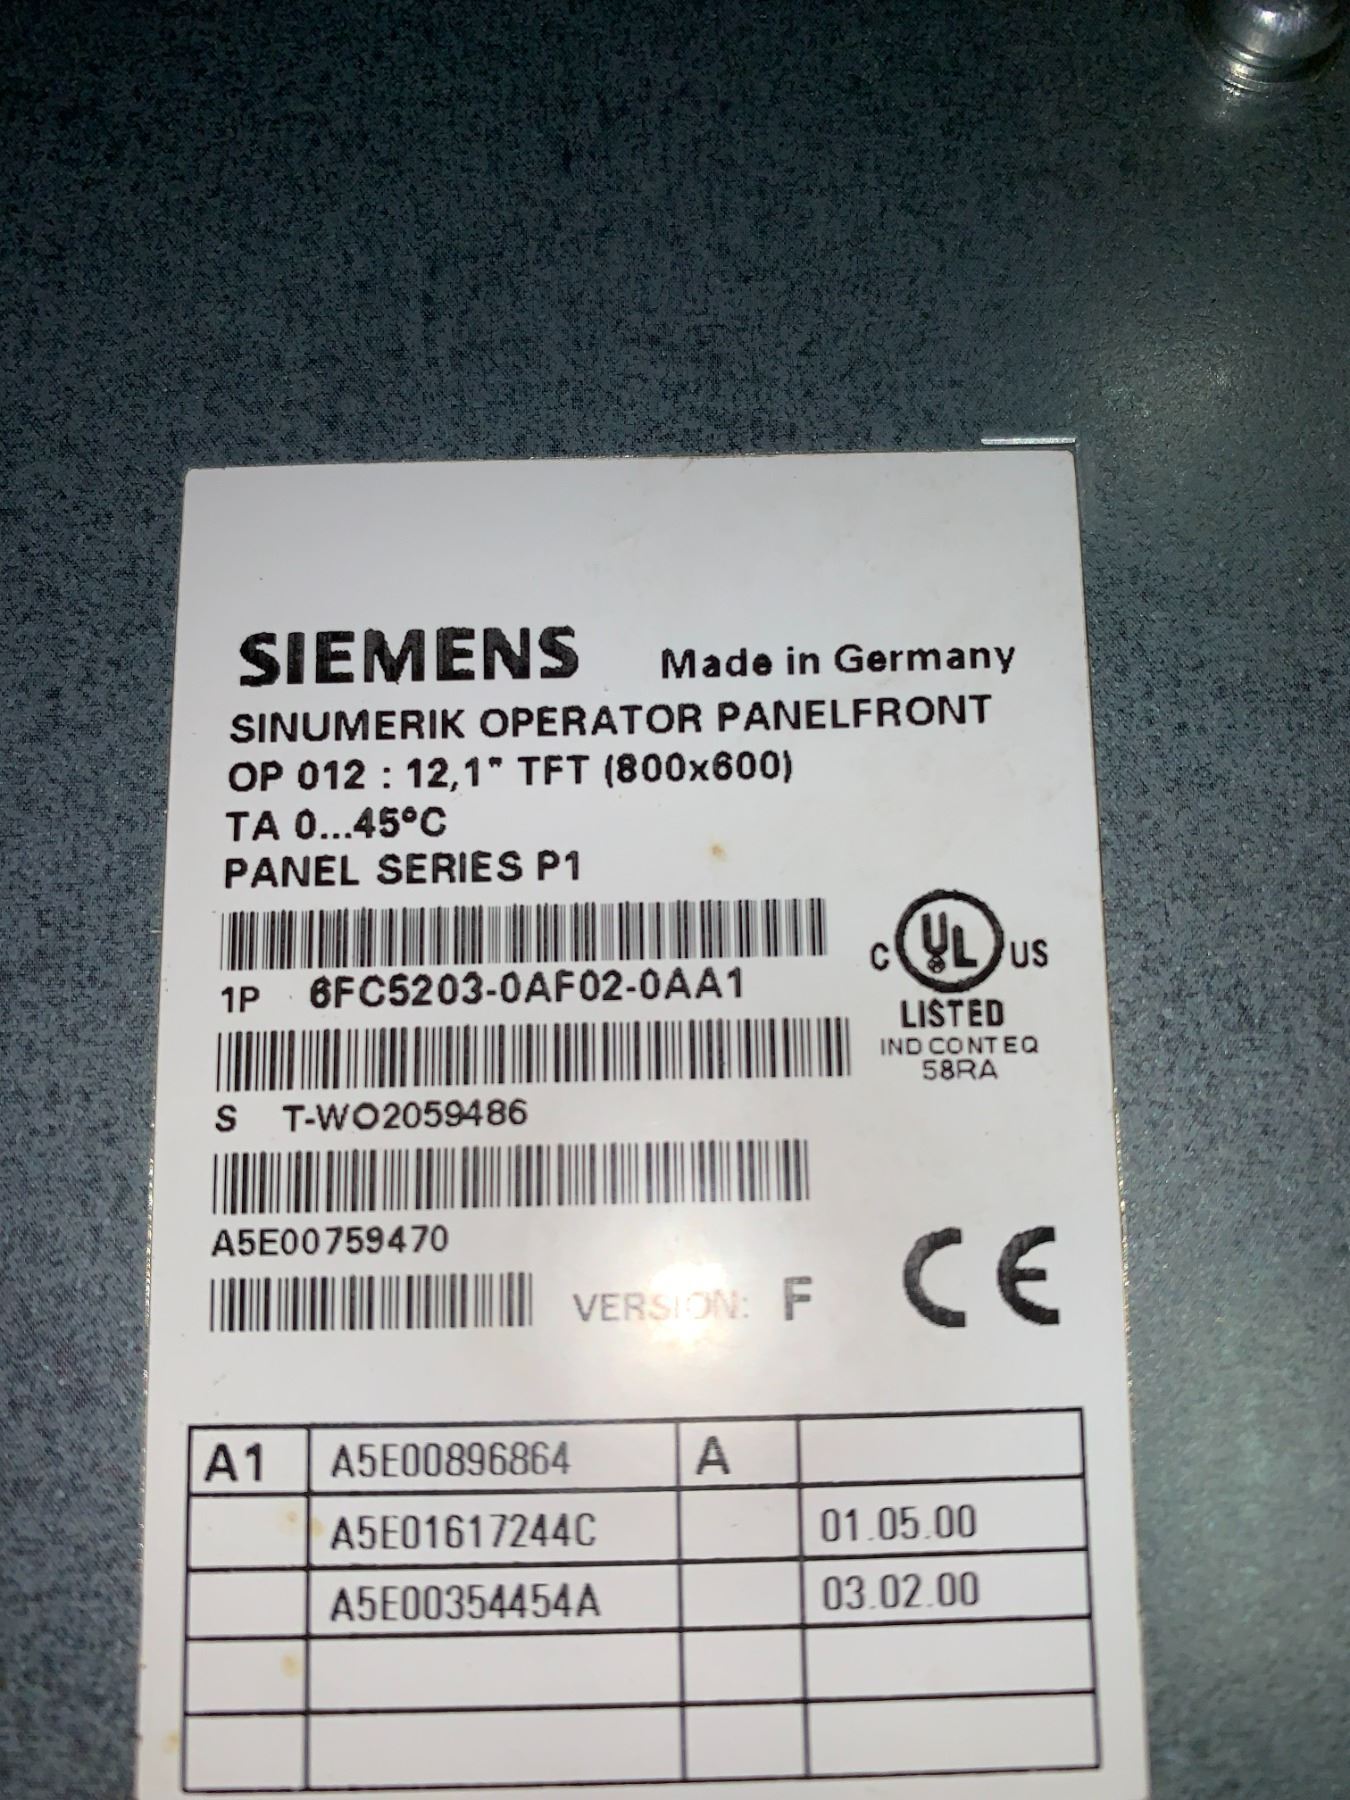 SIEMENS Made in Germany
SINUMERIK OPERATOR PANELFRONT
OP 012 : 12,1" TFT (800x600)
TA 0...45°C
PANEL SERIES P1
1P 6FC5203-0AF02-0AA1
C UL US
LISTED
IND CONT EQ
58RA
S T-WO2059486
A5E00759470
VERSION: F CE
A1 A5E00896864 A
A5E01617244C 01.05.00
A5E00354454A 03.02.00